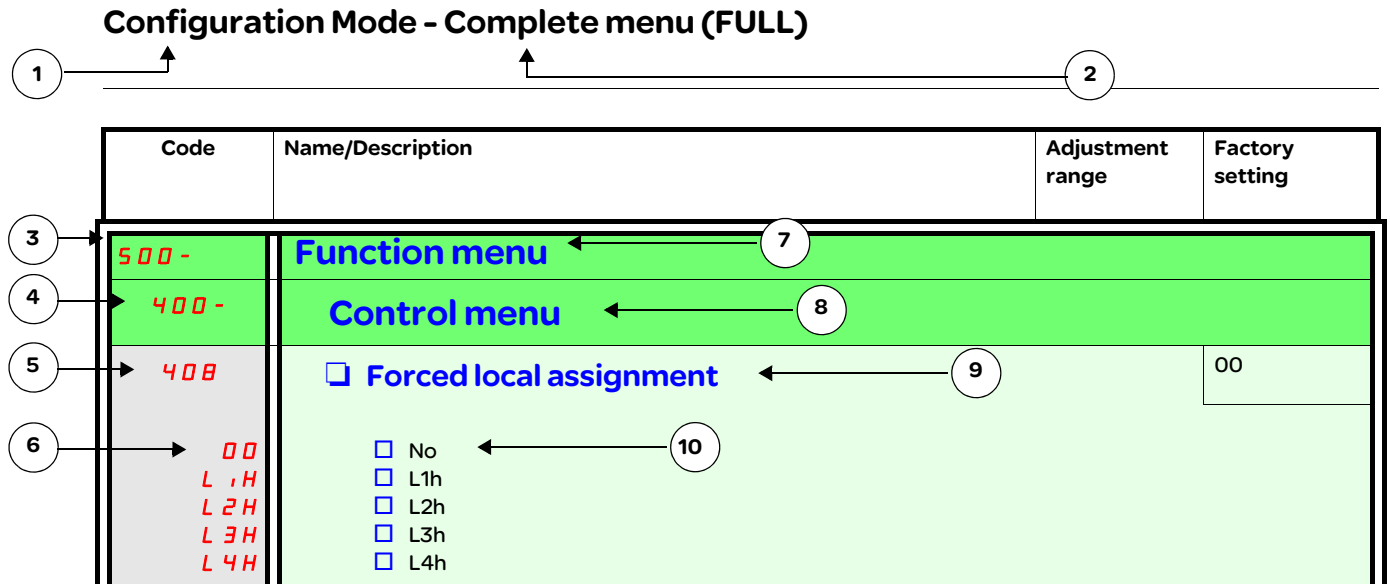 Configuration Mode - Complete menu (FULL)
1
2
Code Name/Description Adjustment range Factory setting
3 500- Function menu 7
4 400- Control menu 8
5 408 ❏ Forced local assignment 9 00
6 00 □ No 10
L1H □ L1h
L2H □ L2h
L3H □ L3h
L4H □ L4h